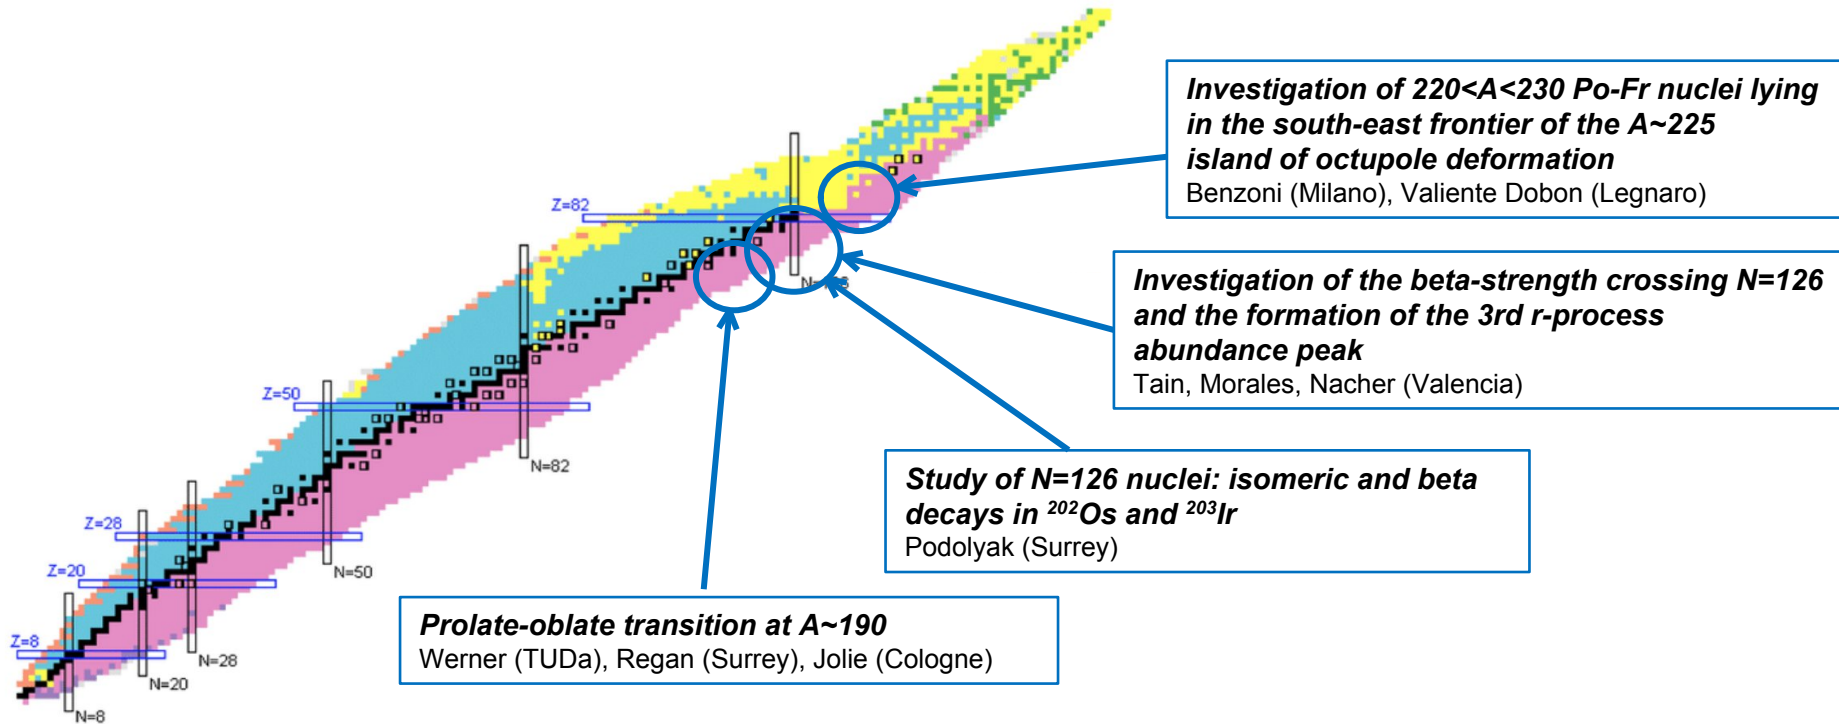 Investigation of 220<A<230 Po-Fr nuclei lying
in the south-east frontier of the A~225
island of octupole deformation
Benzoni (Milano), Valiente Dobon (Legnaro)
Z=82
Investigation of the beta-strength crossing N=126
and the formation of the 3rd r-process
abundance peak
Tain, Morales, Nacher (Valencia)
Z=50
N=82
Study of N=126 nuclei: isomeric and beta
decays in ²⁰²Os and ²⁰³Ir
Podolyak (Surrey)
Z=28
N=50
Z=20
Prolate-oblate transition at A~190
Werner (TUDa), Regan (Surrey), Jolie (Cologne)
Z=8
N=28
N=20
N=8